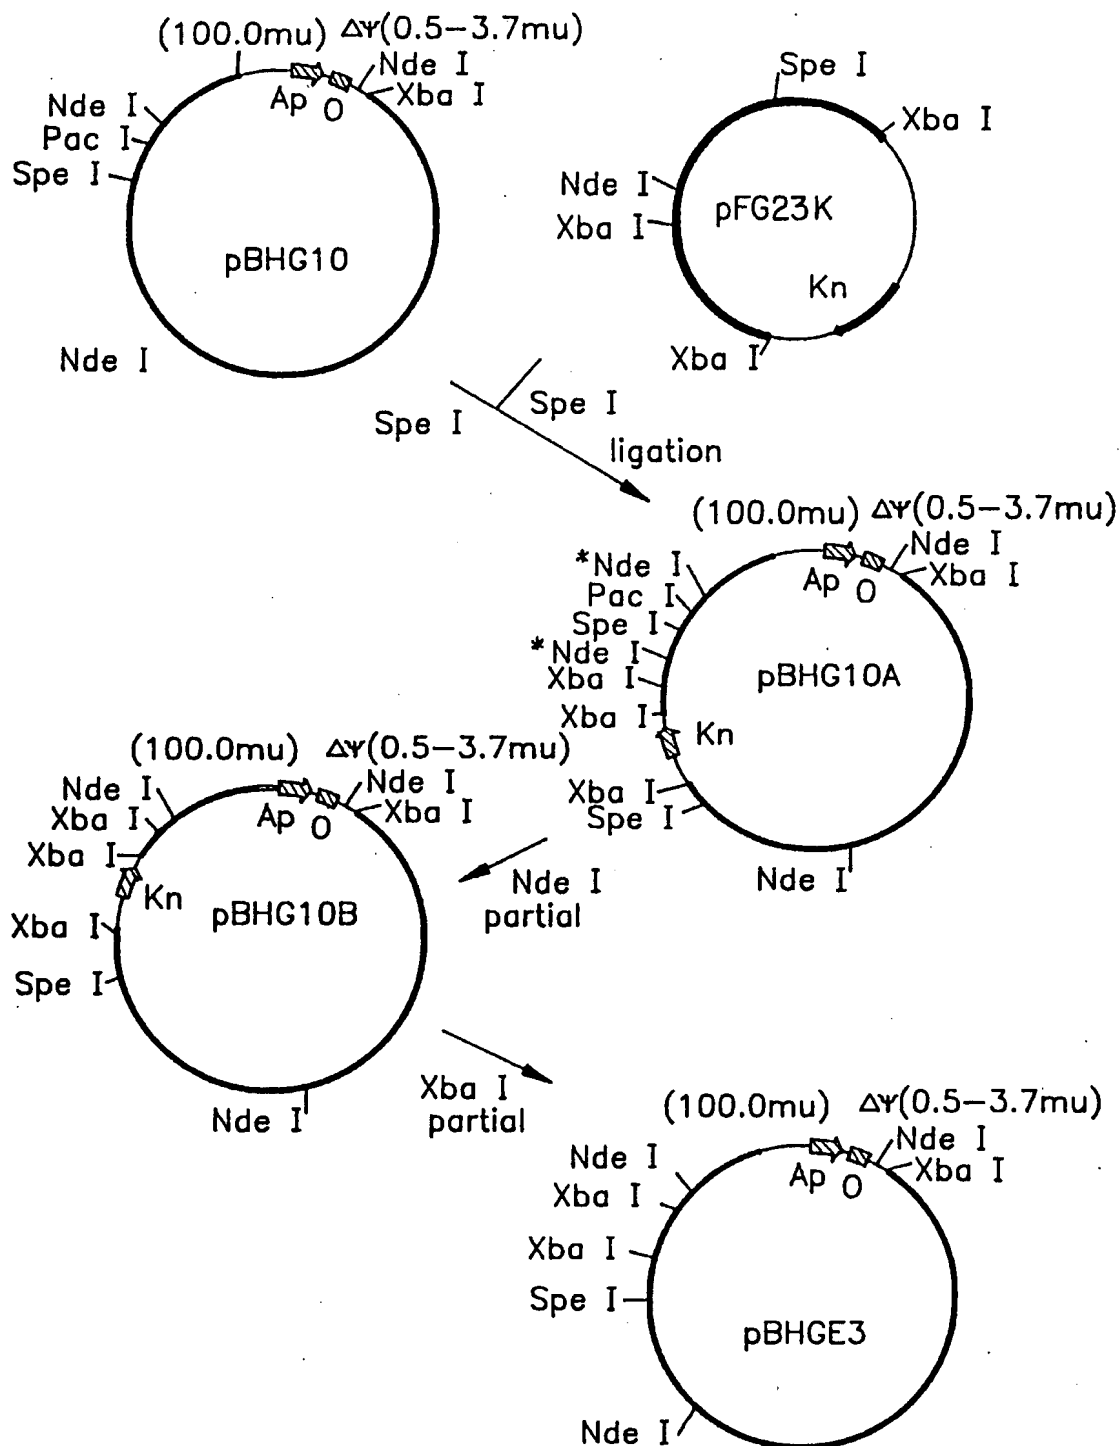 (100.0mu) ΔΨ(0.5−3.7mu)
Nde I
Xba I
Ap O
Nde I
Pac I
Spe I
pBHG10
Nde I
Spe I
Xba I
Nde I
Xba I
pFG23K
Kn
Xba I
Spe I
Spe I
ligation
(100.0mu) ΔΨ(0.5−3.7mu)
Nde I
Xba I
Ap O
*Nde I
Pac I
Spe I
*Nde I
Xba I
Xba I
pBHG10A
Kn
Xba I
Spe I
Nde I
Nde I
partial
(100.0mu) ΔΨ(0.5−3.7mu)
Nde I
Xba I
Ap O
Nde I
Xba I
Xba I
Kn
pBHG10B
Xba I
Spe I
Nde I
Xba I
partial
(100.0mu) ΔΨ(0.5−3.7mu)
Nde I
Xba I
Ap O
Nde I
Xba I
Xba I
Spe I
pBHGE3
Nde I